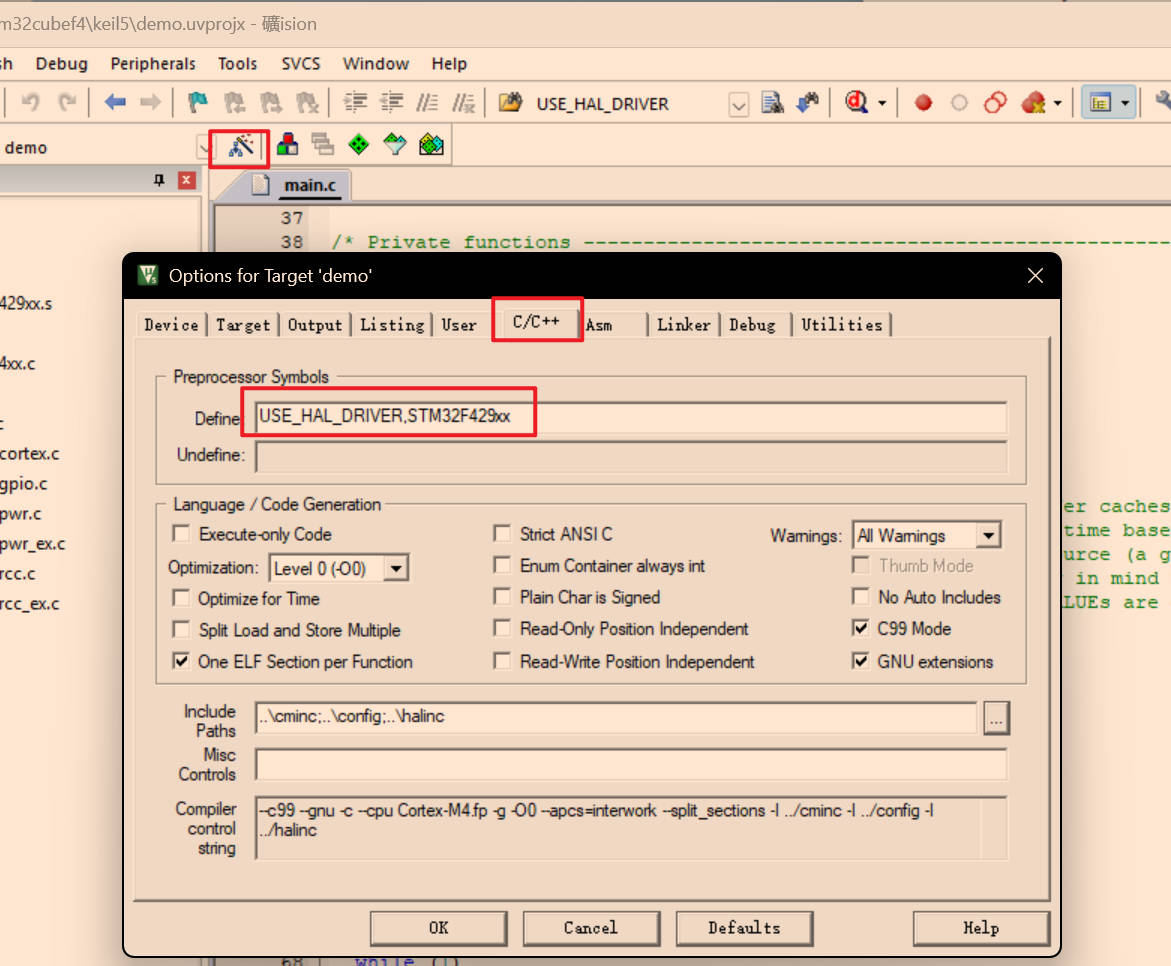 m32cubef4\keil5\demo.uvprojx - 礦ision
sh Debug Peripherals Tools SVCS Window Help
USE_HAL_DRIVER
demo
main.c
37
38 /* Private functions ---------------------------------------------------------
Options for Target 'demo'
429xx.s
Device Target Output Listing User C/C++ Asm Linker Debug Utilities
4xx.c
Preprocessor Symbols
Define: USE_HAL_DRIVER,STM32F429xx
Undefine:
cortex.c
gpio.c
pwr.c
pwr_ex.c
rcc.c
rcc_ex.c
Language / Code Generation
Execute-only Code
Strict ANSI C
Warnings: All Warnings
Optimization: Level 0 (-O0)
Enum Container always int
Thumb Mode
Optimize for Time
Plain Char is Signed
No Auto Includes
Split Load and Store Multiple
Read-Only Position Independent
C99 Mode
One ELF Section per Function
Read-Write Position Independent
GNU extensions
er caches
time base
urce (a g
in mind
LUEs are
Include Paths
..\cminc;..\config;..\halinc
...
Misc Controls
Compiler control string
--c99 --gnu -c --cpu Cortex-M4.fp -g -O0 --apcs=interwork --split_sections -I ../cminc -I ../config -I
../halinc
OK Cancel Defaults Help
68 while (1)